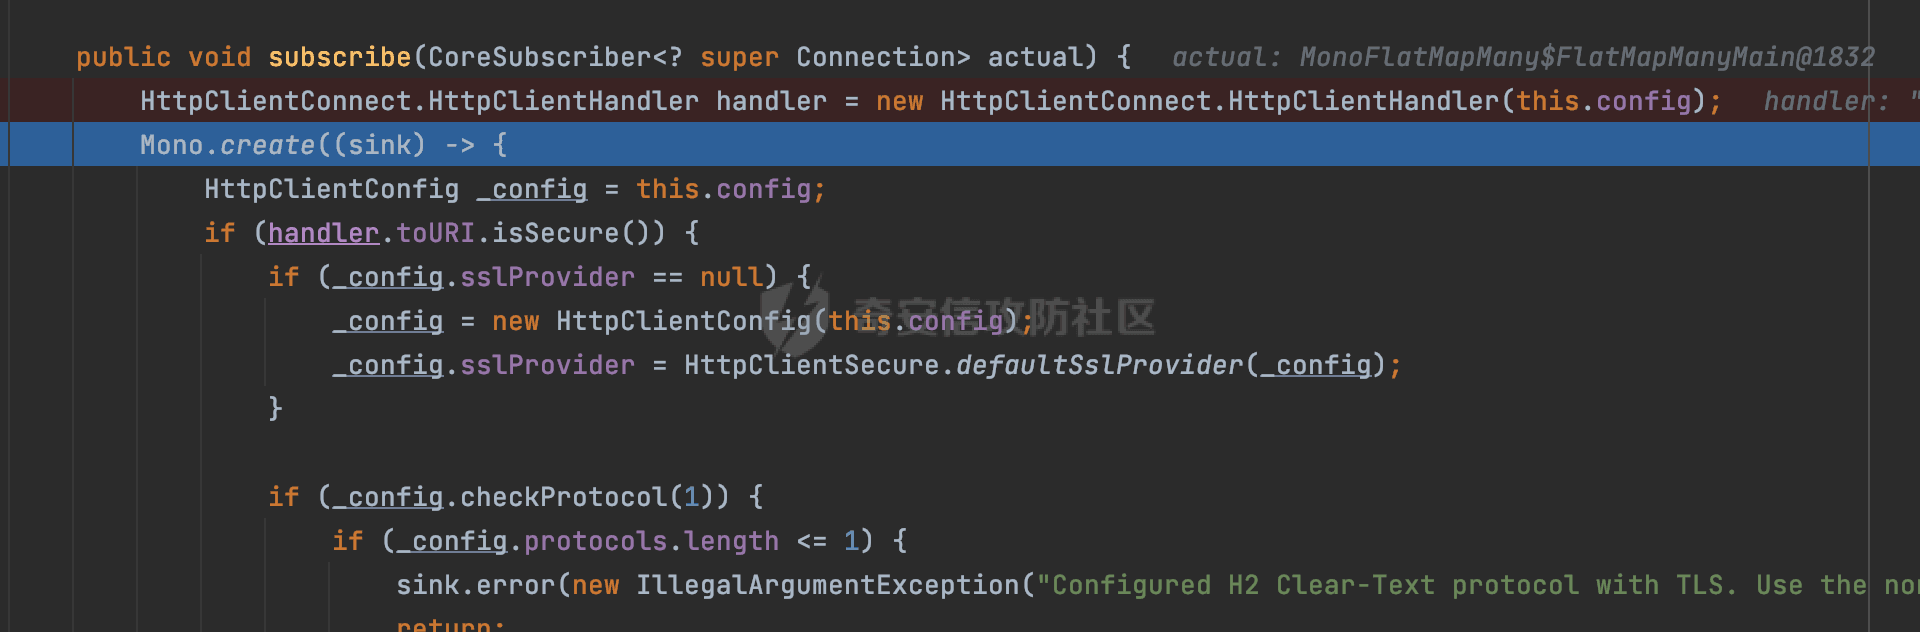 public void subscribe(CoreSubscriber<? super Connection> actual) {   actual: MonoFlatMapMany$FlatMapManyMain@1832
HttpClientConnect.HttpClientHandler handler = new HttpClientConnect.HttpClientHandler(this.config);   handler: "
Mono.create((sink) -> {
HttpClientConfig _config = this.config;
if (handler.toURI.isSecure()) {
if (_config.sslProvider == null) {
_config = new HttpClientConfig(this.config);
奇安信攻防社区
_config.sslProvider = HttpClientSecure.defaultSslProvider(_config);
}
if (_config.checkProtocol(1)) {
if (_config.protocols.length <= 1) {
sink.error(new IllegalArgumentException("Configured H2 Clear-Text protocol with TLS. Use the
return;